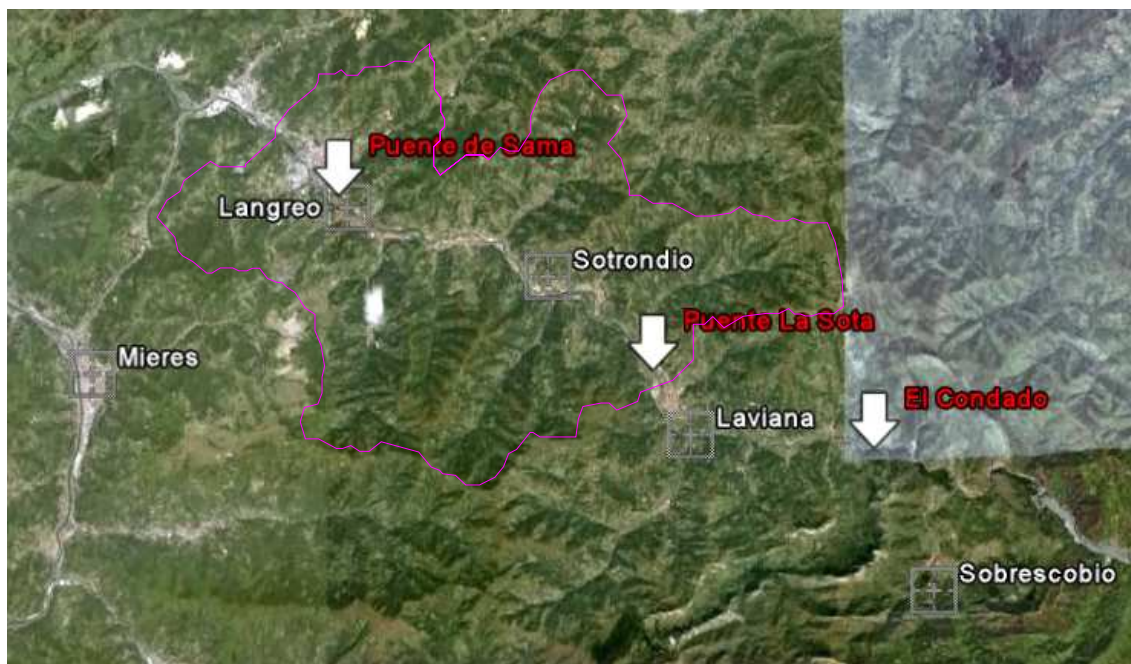 Puente de Sama
Langreo
Sotrondio
Puente La Sota
Mieres
El Condado
Laviana
Sobrescobio